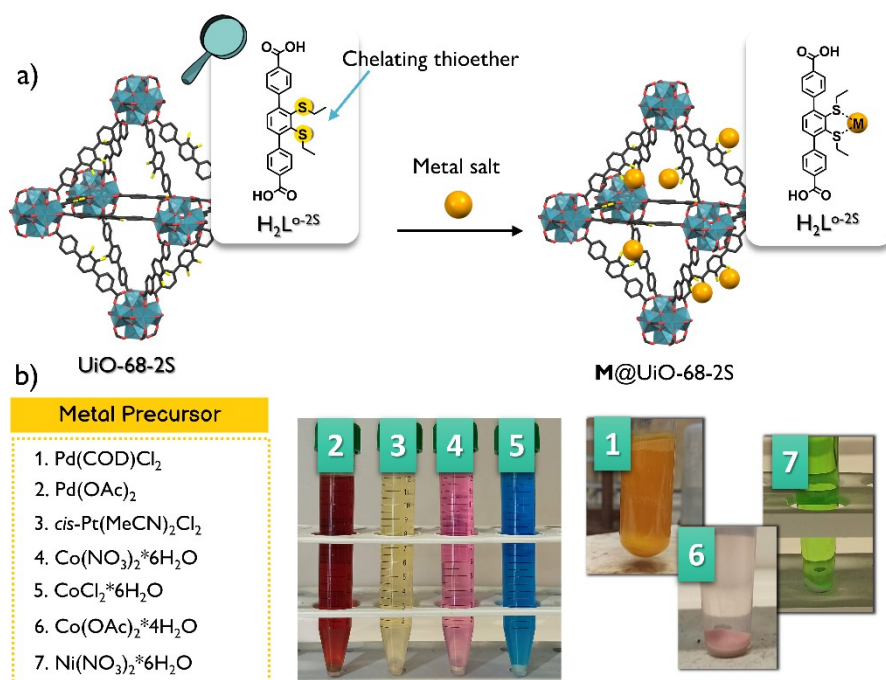 a)
OH
O
S
S
HO
O
H₂Lᵒ⁻²ˢ
Chelating thioether
Metal salt
OH
O
S
S
M
HO
O
H₂Lᵒ⁻²ˢ
UiO-68-2S
M@UiO-68-2S
b)
Metal Precursor
1. Pd(COD)Cl₂
2. Pd(OAc)₂
3. cis-Pt(MeCN)₂Cl₂
4. Co(NO₃)₂*6H₂O
5. CoCl₂*6H₂O
6. Co(OAc)₂*4H₂O
7. Ni(NO₃)₂*6H₂O
2 3 4 5
1
6
7